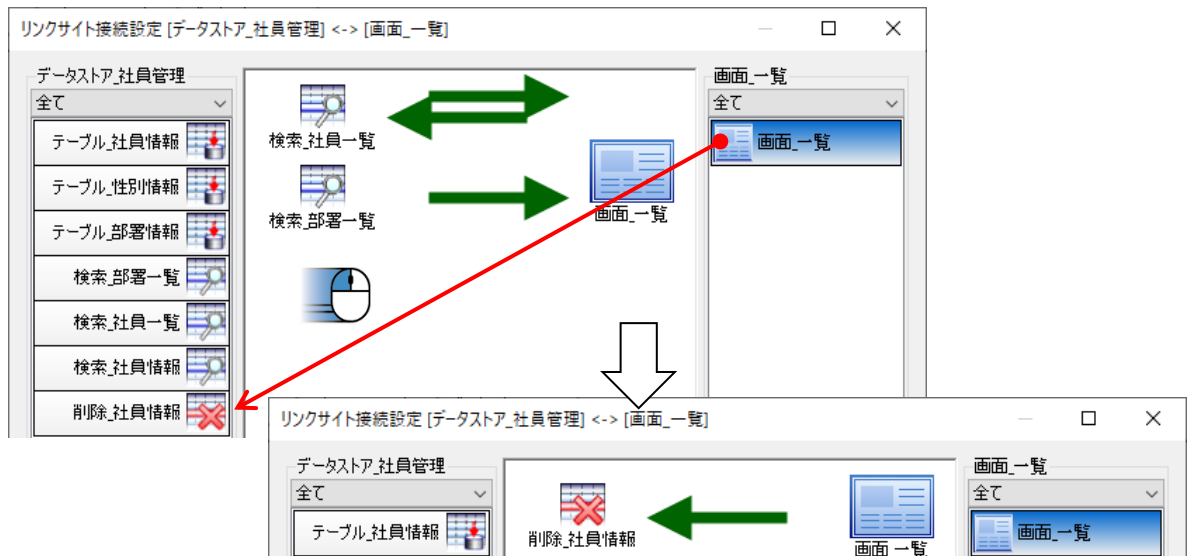 リンクサイト接続設定 [データストア_社員管理] <-> [画面_一覧]
データストア_社員管理
全て
テーブル_社員情報
テーブル_性別情報
テーブル_部署情報
検索_部署一覧
検索_社員一覧
検索_社員情報
削除_社員情報
検索_社員一覧
検索_部署一覧
画面_一覧
画面_一覧
全て
画面_一覧
リンクサイト接続設定 [データストア_社員管理] <-> [画面_一覧]
データストア_社員管理
全て
テーブル_社員情報
削除_社員情報
画面_一覧
画面_一覧
全て
画面_一覧